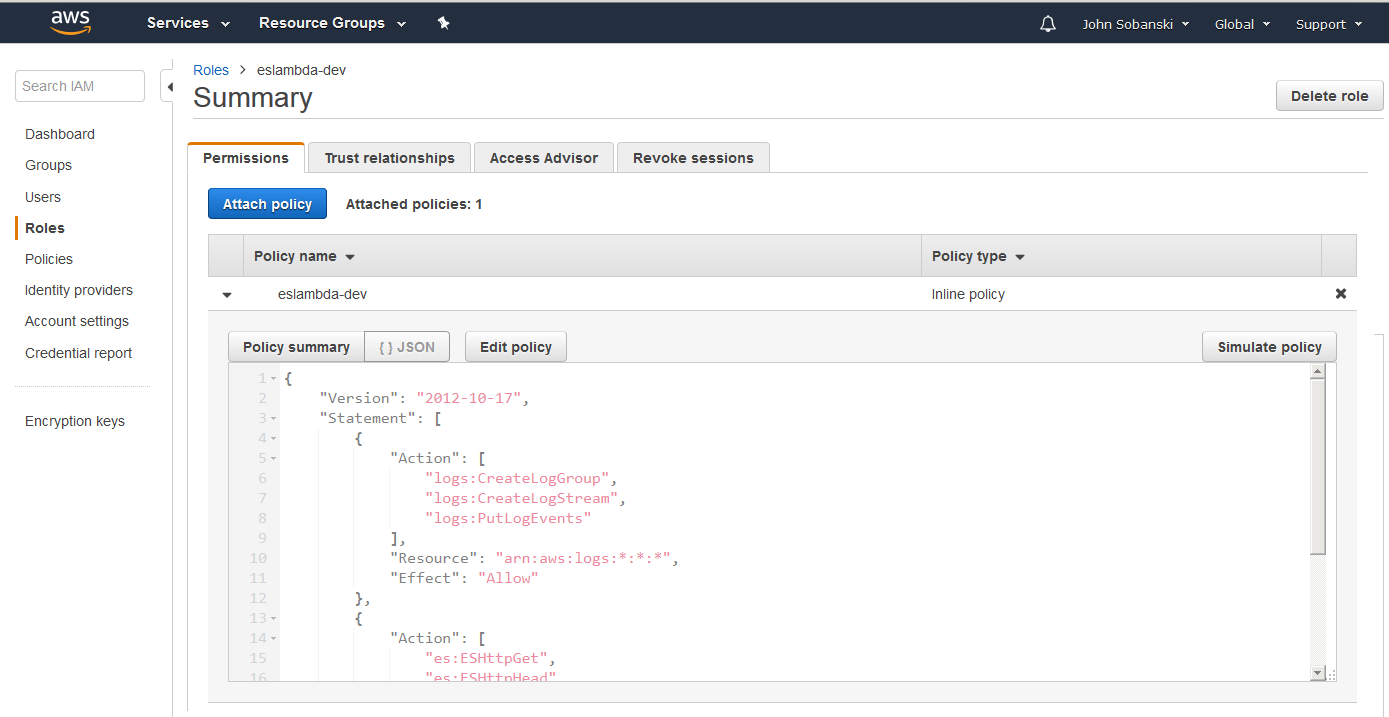 aws Services Resource Groups John Sobanski Global Support
Search IAM
Dashboard
Groups
Users
Roles
Policies
Identity providers
Account settings
Credential report
Encryption keys
Roles > eslambda-dev
Summary
Delete role
Permissions Trust relationships Access Advisor Revoke sessions
Attach policy Attached policies: 1
Policy name Policy type
eslambda-dev Inline policy
Policy summary { } JSON Edit policy Simulate policy
1 {
2 "Version": "2012-10-17",
3 "Statement": [
4 {
5 "Action": [
6 "logs:CreateLogGroup",
7 "logs:CreateLogStream",
8 "logs:PutLogEvents"
9 ],
10 "Resource": "arn:aws:logs:*:*:*",
11 "Effect": "Allow"
12 },
13 {
14 "Action": [
15 "es:ESHttpGet",
16 "es:ESHttpHead"